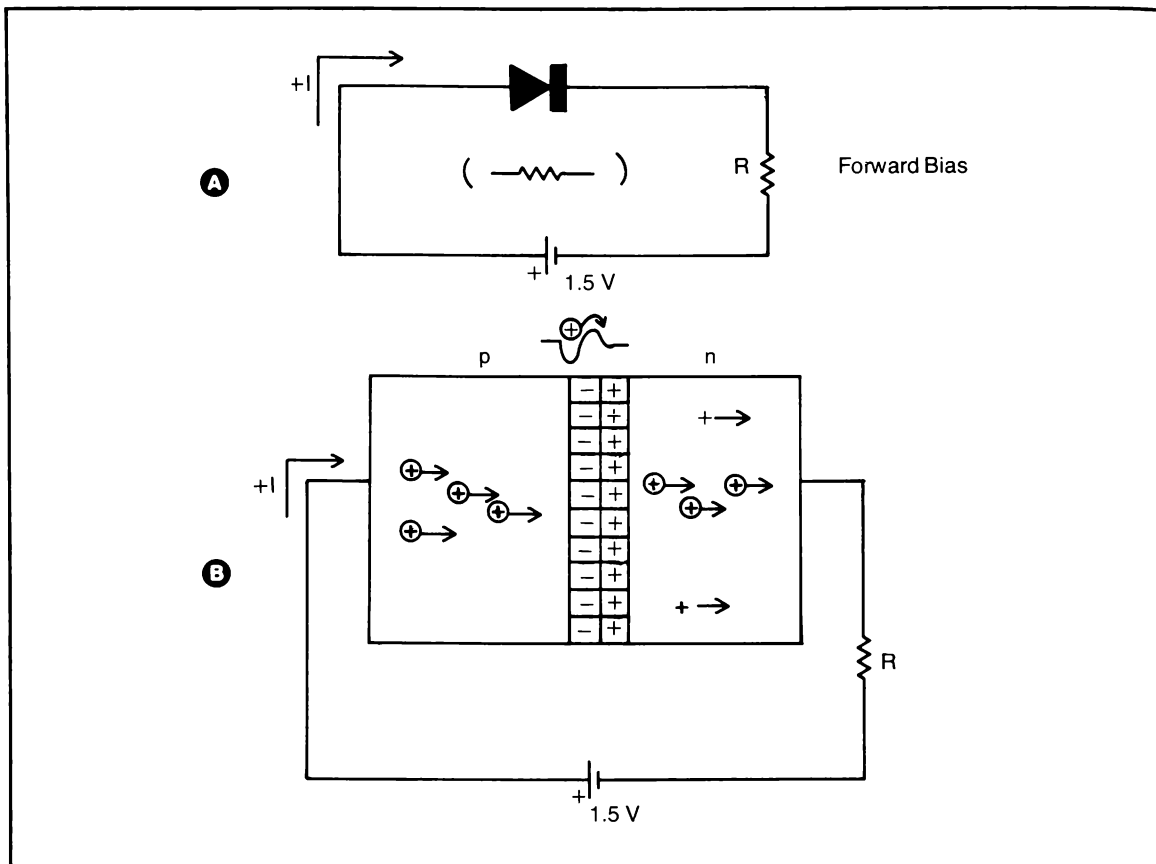 +I
A
R
Forward Bias
+
1.5 V
+
p
n
− +
− +
− +
− +
− +
− +
− +
− +
− +
− +
+
+ + +
+ + +
+
+
+I
B
R
+
1.5 V